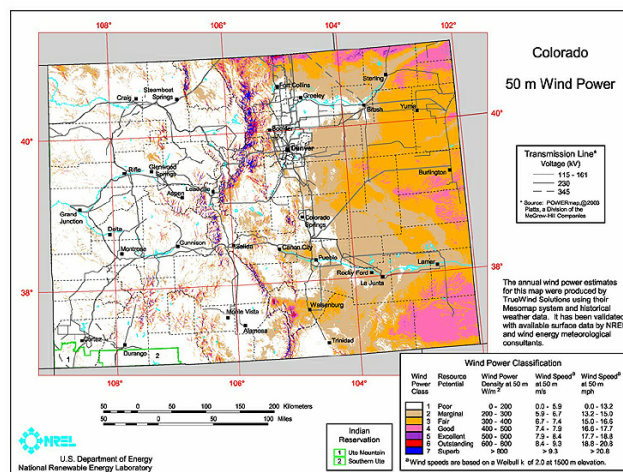 Colorado
50 m Wind Power
108°
106°
104°
102°
Steamboat
Springs
Craig
Fort Collins
Greeley
Sterling
Brush
Yuma
40°
40°
Boulder
Denver
Glenwood
Springs
Rifle
Aspen
Leadville
Burlington
Grand
Junction
Delta
Montrose
Gunnison
Salida
Colorado
Springs
Canon City
Pueblo
Rocky Ford
La Junta
Lamar
38°
38°
Walsenburg
Monte Vista
Alamosa
Trinidad
Cortez
Durango
1
2
108°
106°
104°
Transmission Line*
Voltage (kV)
115 - 161
230
345
* Source: POWERmap, ©2003
Platts, a Division of the
McGraw-Hill Companies
The annual wind power estimates
for this map were produced by
TrueWind Solutions using their
Mesomap system and historical
weather data. It has been validated
with available surface data by NREL
and wind energy meteorological
consultants.
Wind Power Classification
Wind Power Class
Resource Potential
Wind Power Density at 50 m W/m²
Wind Speedª at 50 m m/s
Wind Speedª at 50 m mph
1 Poor 0 - 200 0.0 - 5.9 0.0 - 13.2
2 Marginal 200 - 300 5.9 - 6.7 13.2 - 15.0
3 Fair 300 - 400 6.7 - 7.4 15.0 - 16.6
4 Good 400 - 500 7.4 - 7.9 16.6 - 17.7
5 Excellent 500 - 600 7.9 - 8.4 17.7 - 18.8
6 Outstanding 600 - 800 8.4 - 9.3 18.8 - 20.8
7 Superb > 800 > 9.3 > 20.8
ª Wind speeds are based on a Weibull k of 2.0 at 1500 m elevation.
50 0 50 100 150 200 Kilometers
50 0 50 100 Miles
Indian
Reservation
1 Ute Mountain
2 Southern Ute
NREL
U.S. Department of Energy
National Renewable Energy Laboratory